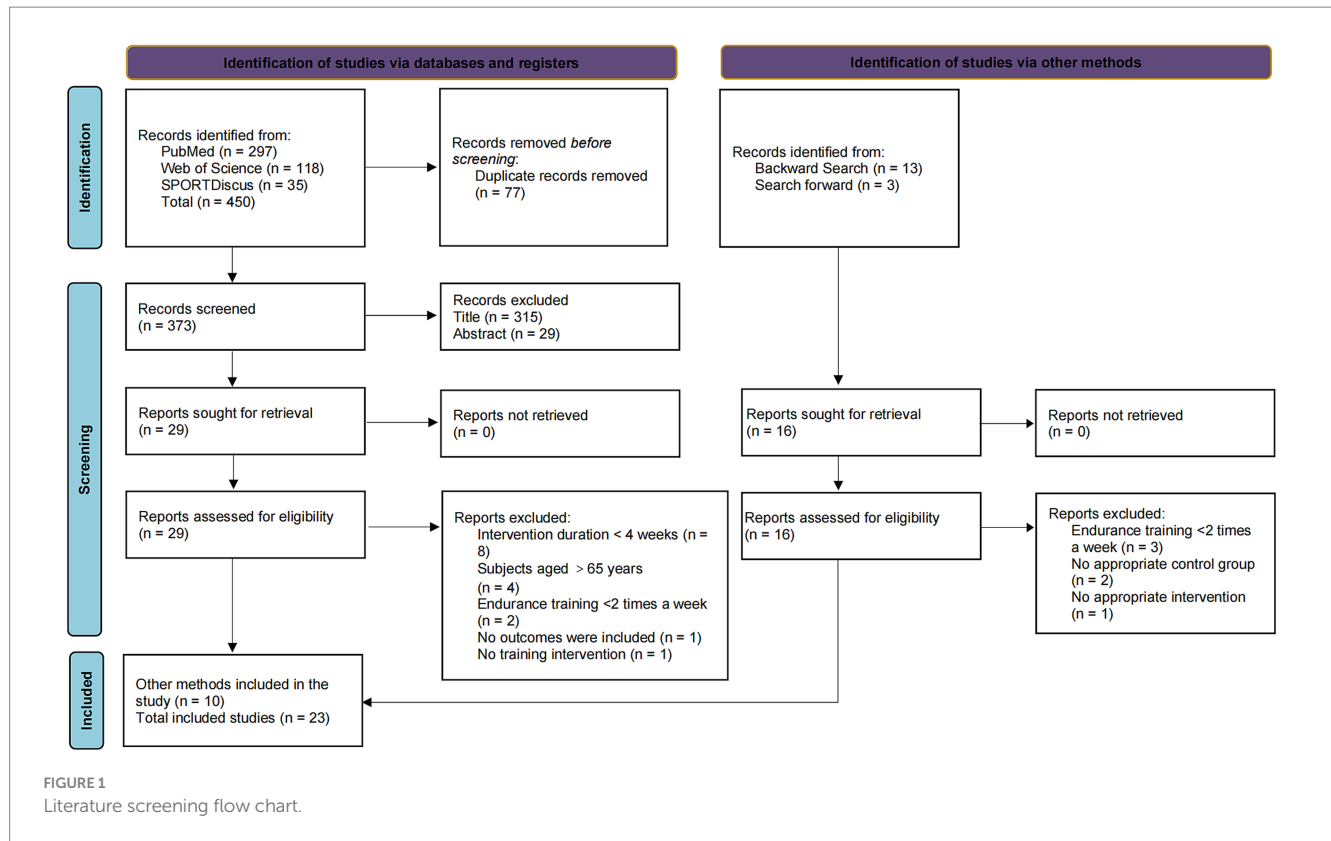 Identification of studies via databases and registers
Identification of studies via other methods
Identification
Records identified from:
PubMed (n = 297)
Web of Science (n = 118)
SPORTDiscus (n = 35)
Total (n = 450)
Records removed before
screening:
Duplicate records removed
(n = 77)
Records identified from:
Backward Search (n = 13)
Search forward (n = 3)
Screening
Records screened
(n = 373)
Records excluded
Title (n = 315)
Abstract (n = 29)
Reports sought for retrieval
(n = 29)
Reports not retrieved
(n = 0)
Reports sought for retrieval
(n = 16)
Reports not retrieved
(n = 0)
Reports assessed for eligibility
(n = 29)
Reports excluded:
Intervention duration < 4 weeks (n =
8)
Subjects aged > 65 years
(n = 4)
Endurance training <2 times a week
(n = 2)
No outcomes were included (n = 1)
No training intervention (n = 1)
Reports assessed for eligibility
(n = 16)
Reports excluded:
Endurance training <2 times
a week (n = 3)
No appropriate control group
(n = 2)
No appropriate intervention
(n = 1)
Included
Other methods included in the
study (n = 10)
Total included studies (n = 23)
FIGURE 1
Literature screening flow chart.